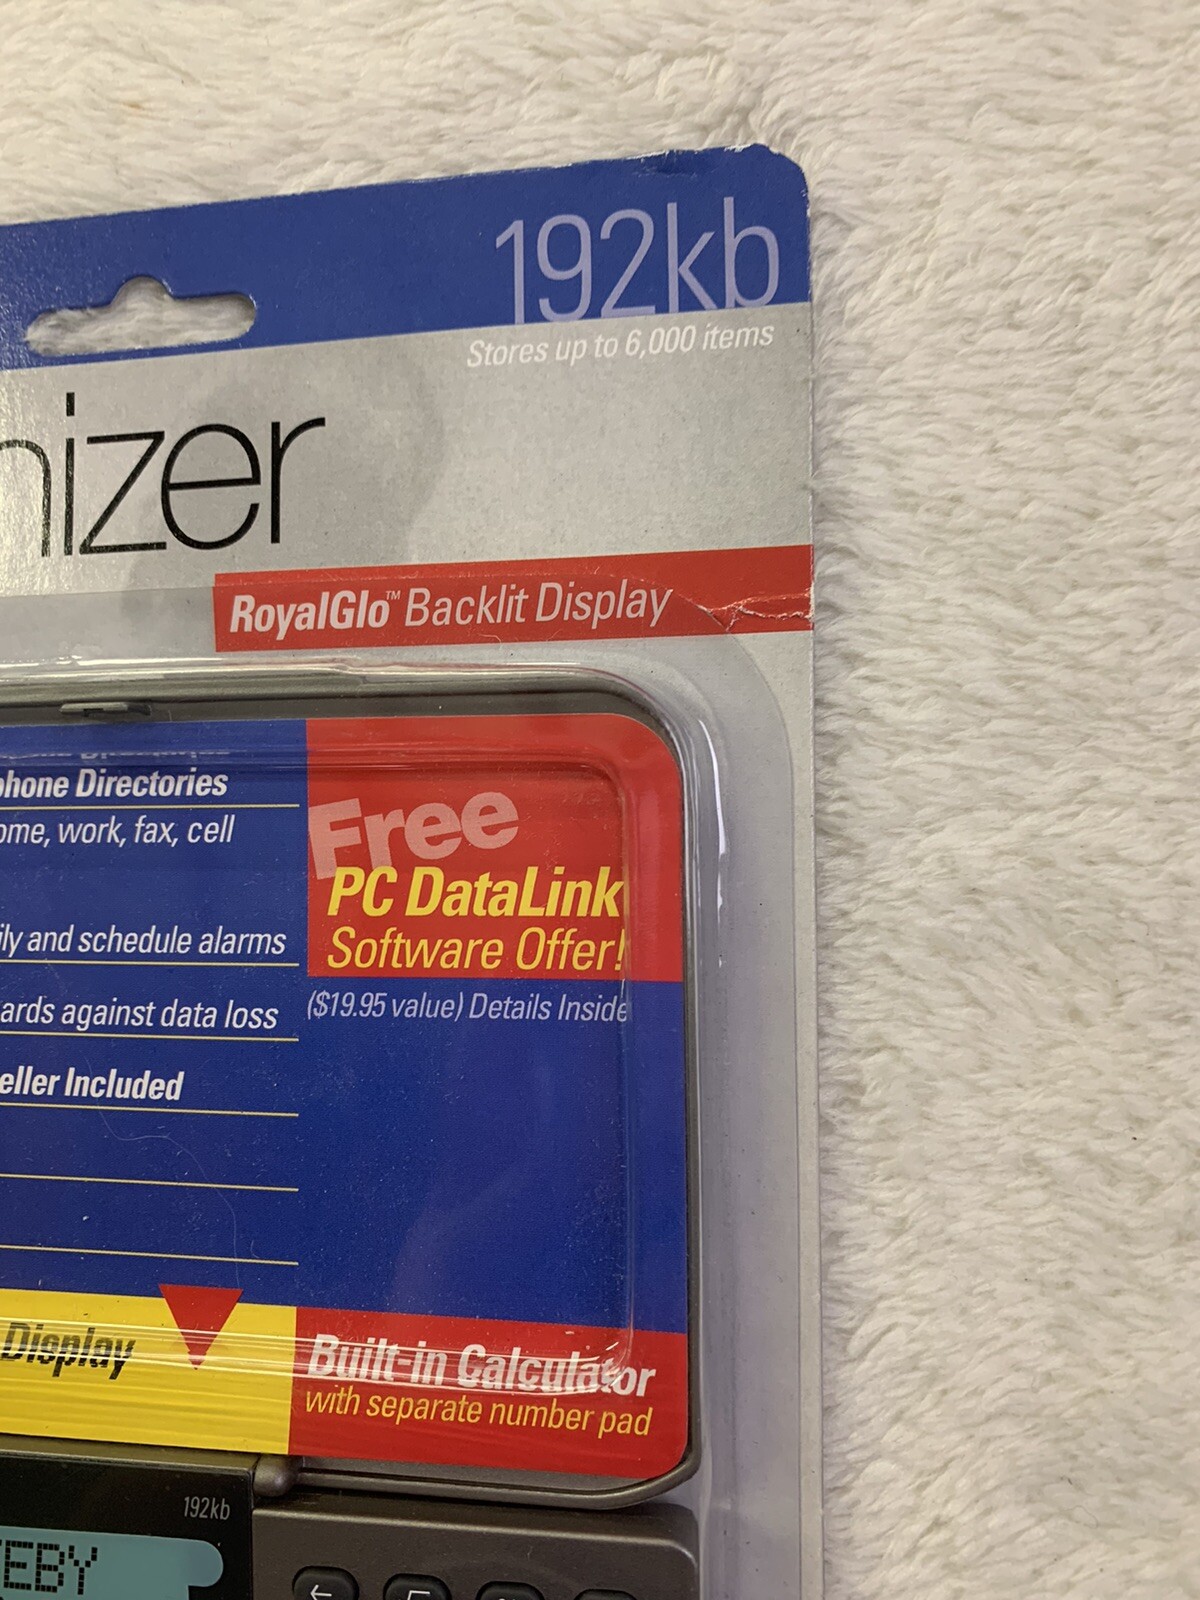 192kb
Stores up to 6,000 items
nizer
RoyalGlo™ Backlit Display
phone Directories
ome, work, fax, cell
ily and schedule alarms
ards against data loss
eller Included
Free
PC DataLink
Software Offer!
($19.95 value) Details Inside
Display
Built-in Calculator
with separate number pad
192kb
EBY